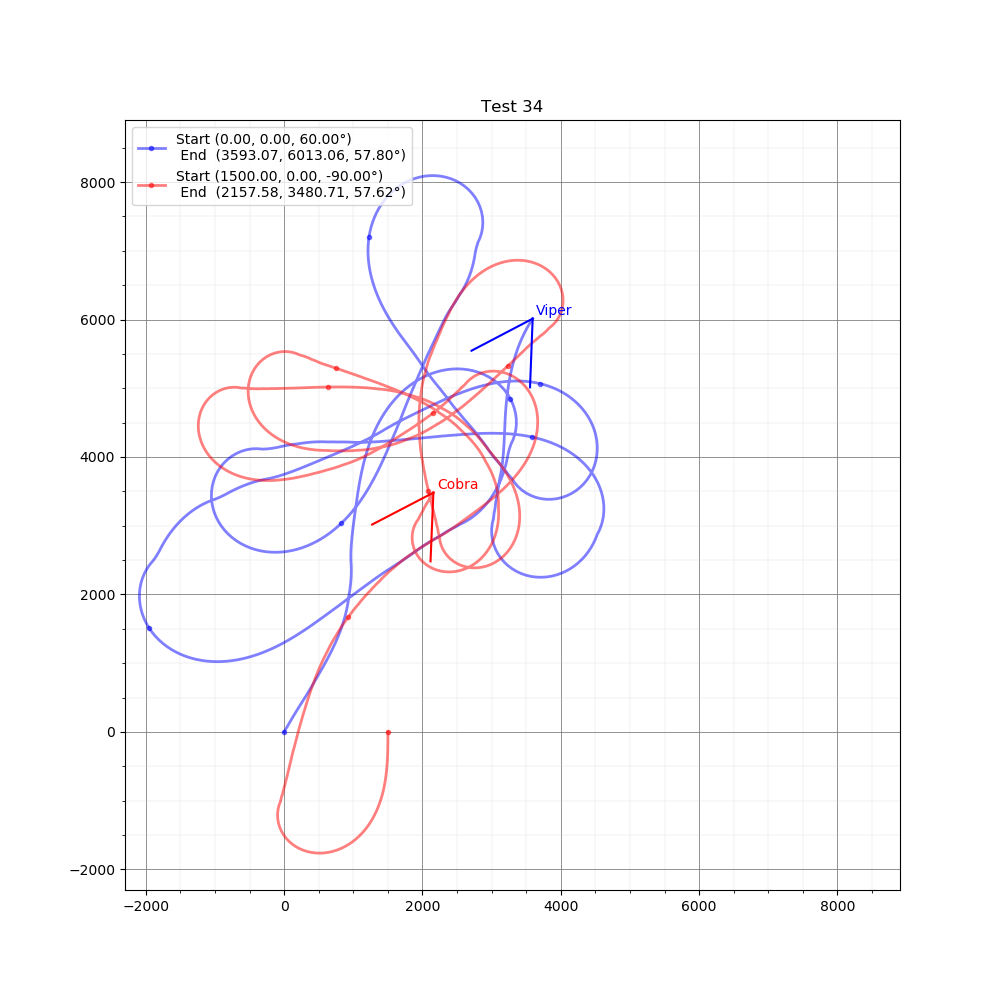 Test 34
Start (0.00, 0.00, 60.00°)
End  (3593.07, 6013.06, 57.80°)
Start (1500.00, 0.00, -90.00°)
End  (2157.58, 3480.71, 57.62°)
8000
6000
4000
2000
0
−2000
Viper
Cobra
−2000 0 2000 4000 6000 8000